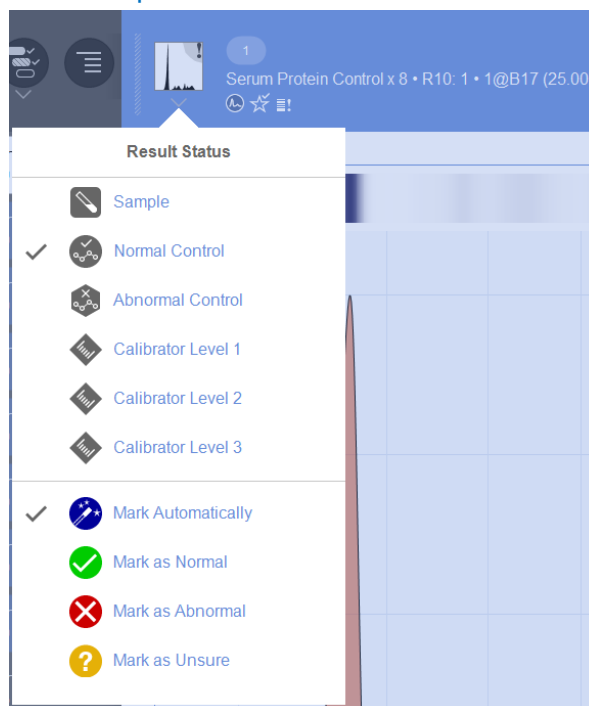 1
Serum Protein Control x 8 • R10: 1 • 1@B17 (25.00
Result Status
Sample
Normal Control
Abnormal Control
Calibrator Level 1
Calibrator Level 2
Calibrator Level 3
Mark Automatically
Mark as Normal
Mark as Abnormal
Mark as Unsure